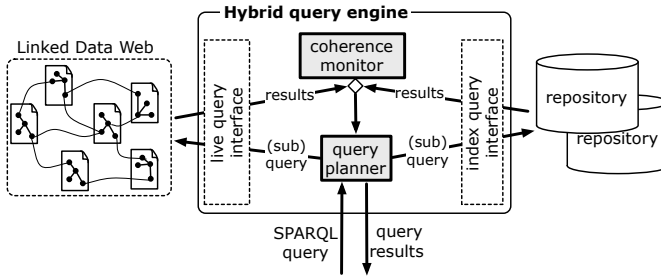 Hybrid query engine
Linked Data Web
coherence
monitor
live query
interface
results
results
index query
interface
repository
repository
(sub)
query
query
planner
(sub)
query
SPARQL
query
query
results